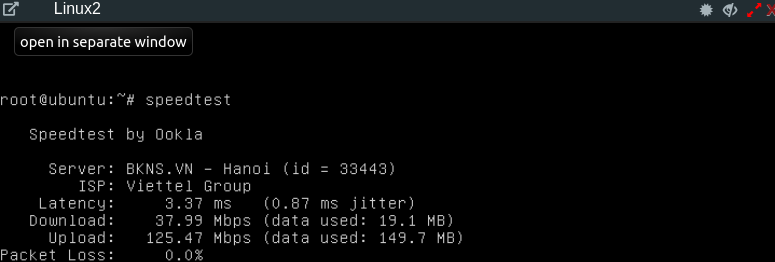 Linux2
open in separate window
root@ubuntu:~# speedtest
Speedtest by Ookla
Server: BKNS.VN - Hanoi (id = 33443)
ISP: Viettel Group
Latency: 3.37 ms (0.87 ms jitter)
Download: 37.99 Mbps (data used: 19.1 MB)
Upload: 125.47 Mbps (data used: 149.7 MB)
Packet Loss: 0.0%